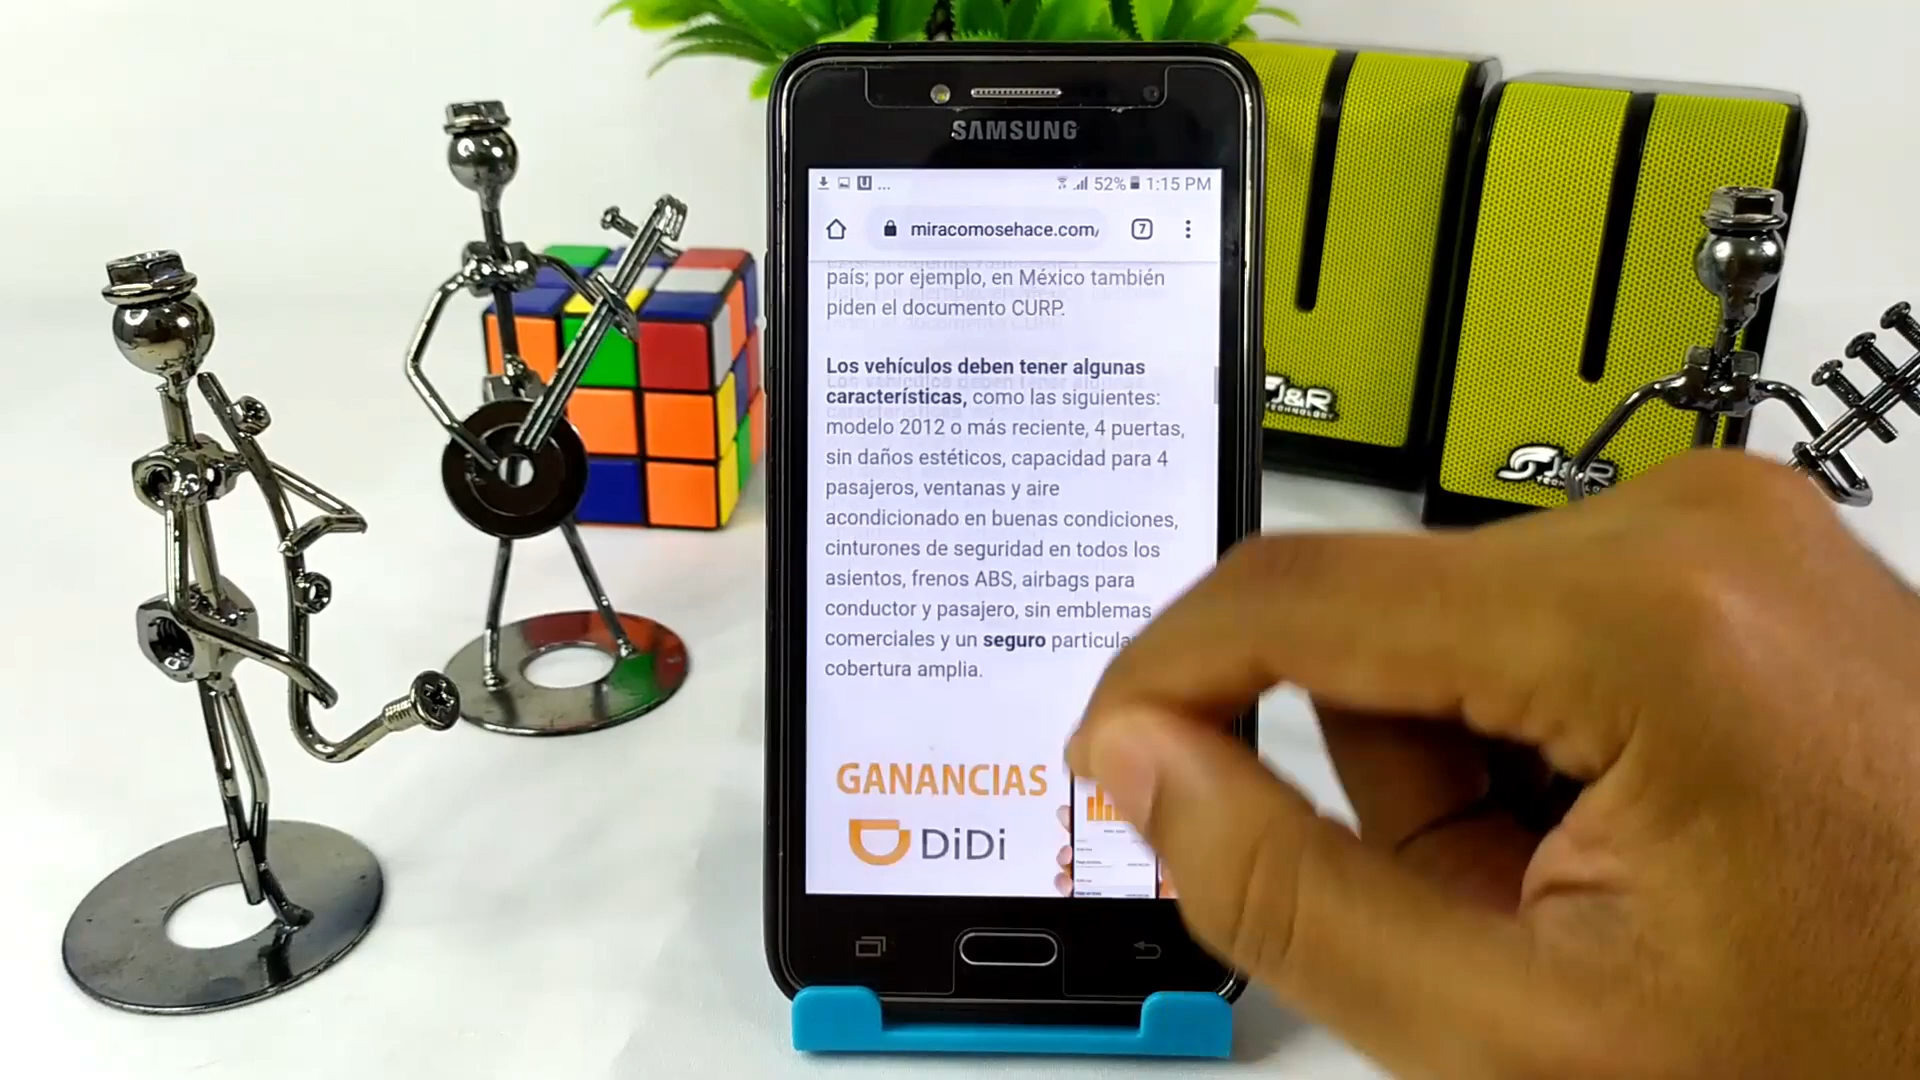 SAMSUNG
... 52% 1:15 PM
miracomosehace.com/
7
país; por ejemplo, en México también
piden el documento CURP.
Los vehículos deben tener algunas
características, como las siguientes:
modelo 2012 o más reciente, 4 puertas,
sin daños estéticos, capacidad para 4
pasajeros, ventanas y aire
acondicionado en buenas condiciones,
cinturones de seguridad en todos los
asientos, frenos ABS, airbags para
conductor y pasajero, sin emblemas
comerciales y un seguro
cobertura amplia.
GANANCIAS
DiDi
J&R
TECHNOLOGY
J&R